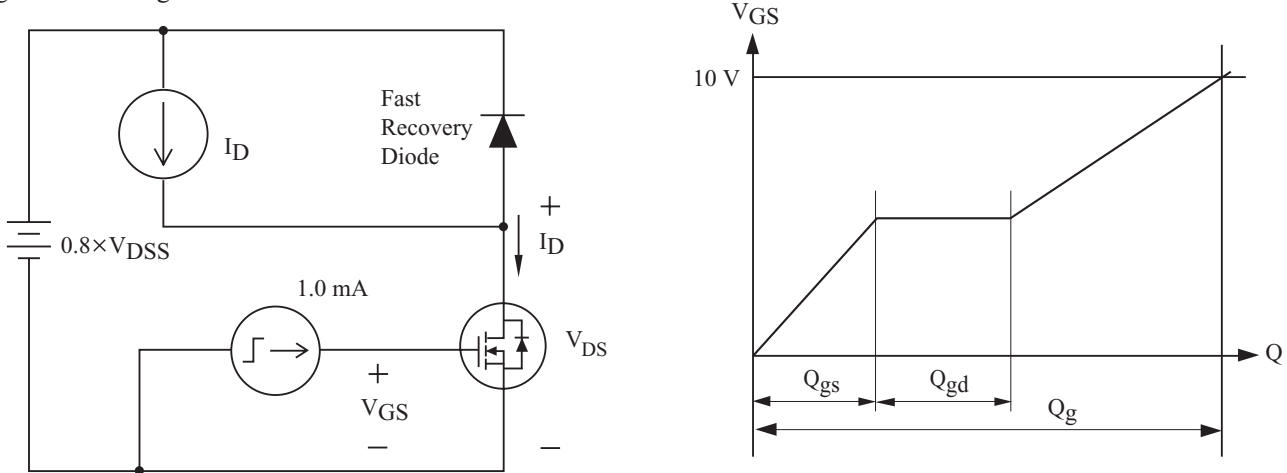 Fast
Recovery
Diode
I_D
+
I_D
0.8×V_DSS
1.0 mA
V_DS
+
V_GS
−
−
V_GS
10 V
Q
Q_gs
Q_gd
Q_g